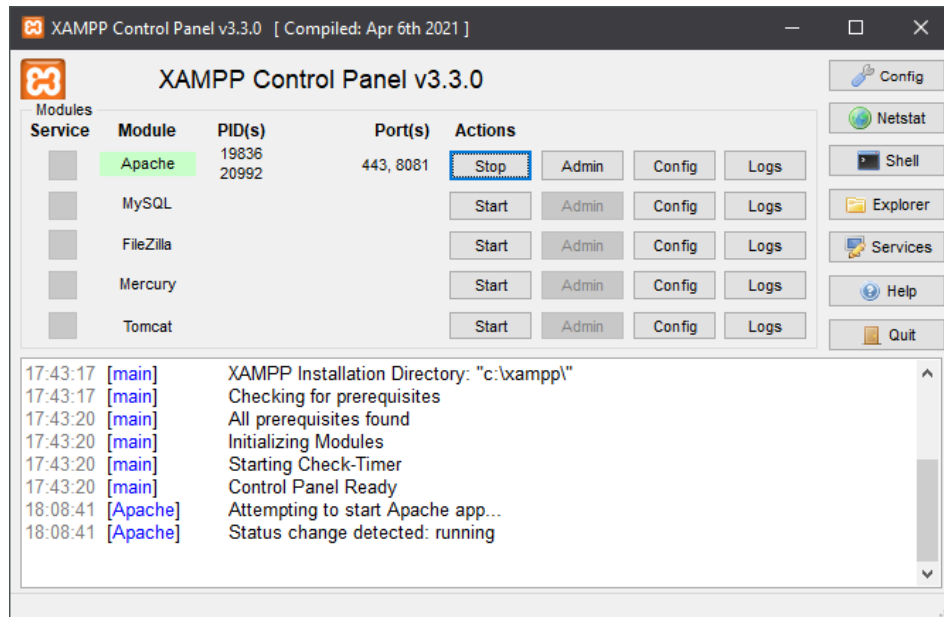 XAMPP Control Panel v3.3.0 [ Compiled: Apr 6th 2021 ]
XAMPP Control Panel v3.3.0
Config
Modules
Netstat
Service Module PID(s) Port(s) Actions
Apache 19836 20992 443, 8081 Stop Admin Config Logs
Shell
MySQL Start Admin Config Logs
Explorer
FileZilla Start Admin Config Logs
Services
Mercury Start Admin Config Logs
Help
Tomcat Start Admin Config Logs
Quit
17:43:17 [main] XAMPP Installation Directory: "c:\xampp\"
17:43:17 [main] Checking for prerequisites
17:43:20 [main] All prerequisites found
17:43:20 [main] Initializing Modules
17:43:20 [main] Starting Check-Timer
17:43:20 [main] Control Panel Ready
18:08:41 [Apache] Attempting to start Apache app...
18:08:41 [Apache] Status change detected: running